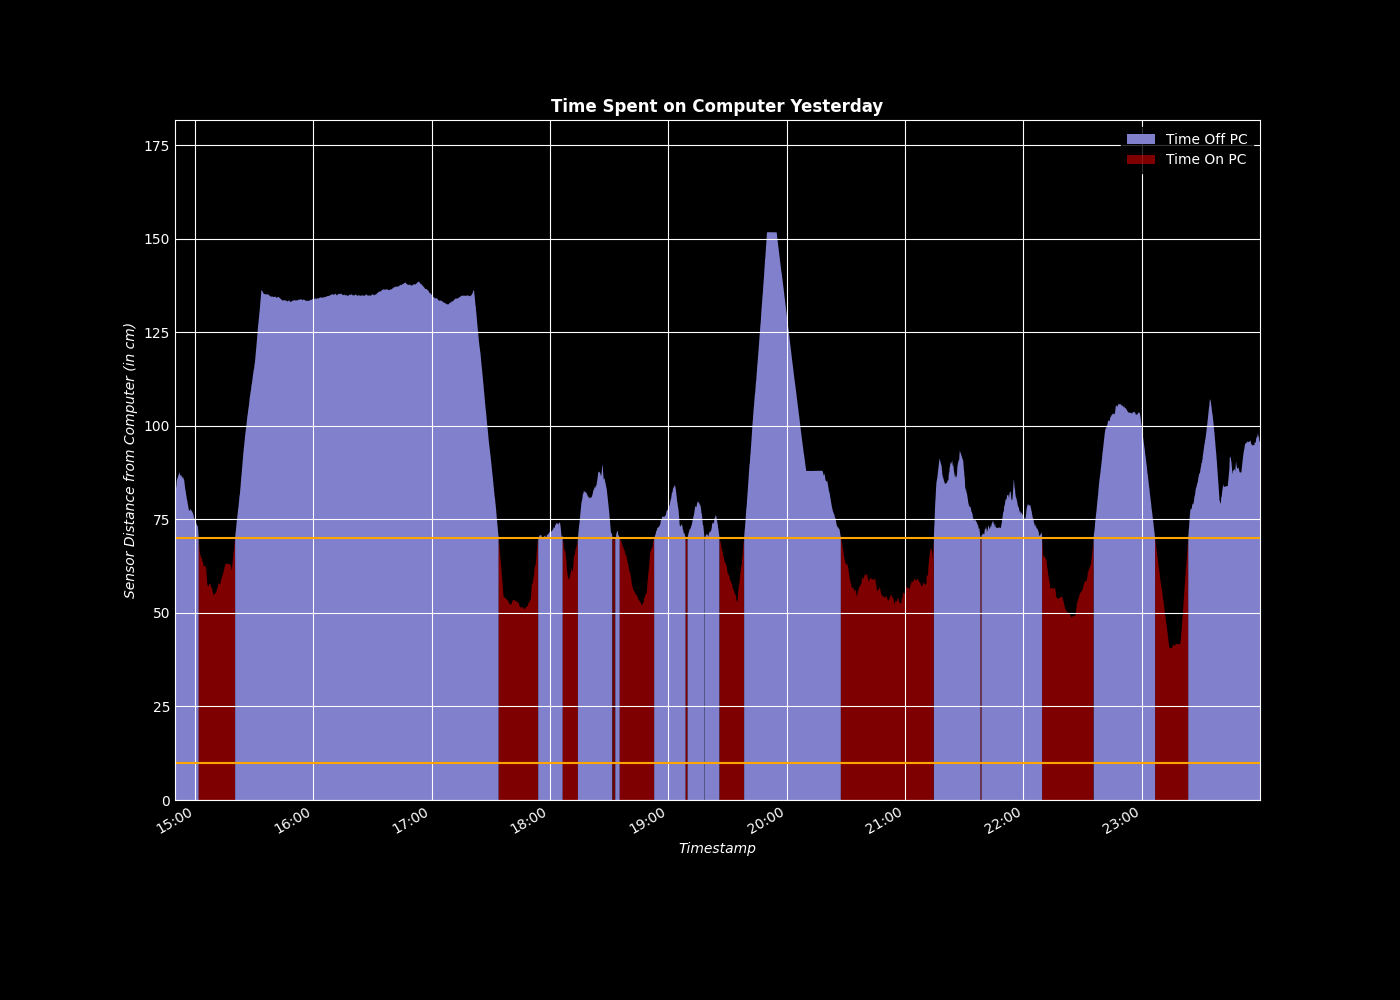 Time Spent on Computer Yesterday
Time Off PC
Time On PC
175
150
125
100
75
50
25
0
Sensor Distance from Computer (in cm)
15:00 16:00 17:00 18:00 19:00 20:00 21:00 22:00 23:00
Timestamp